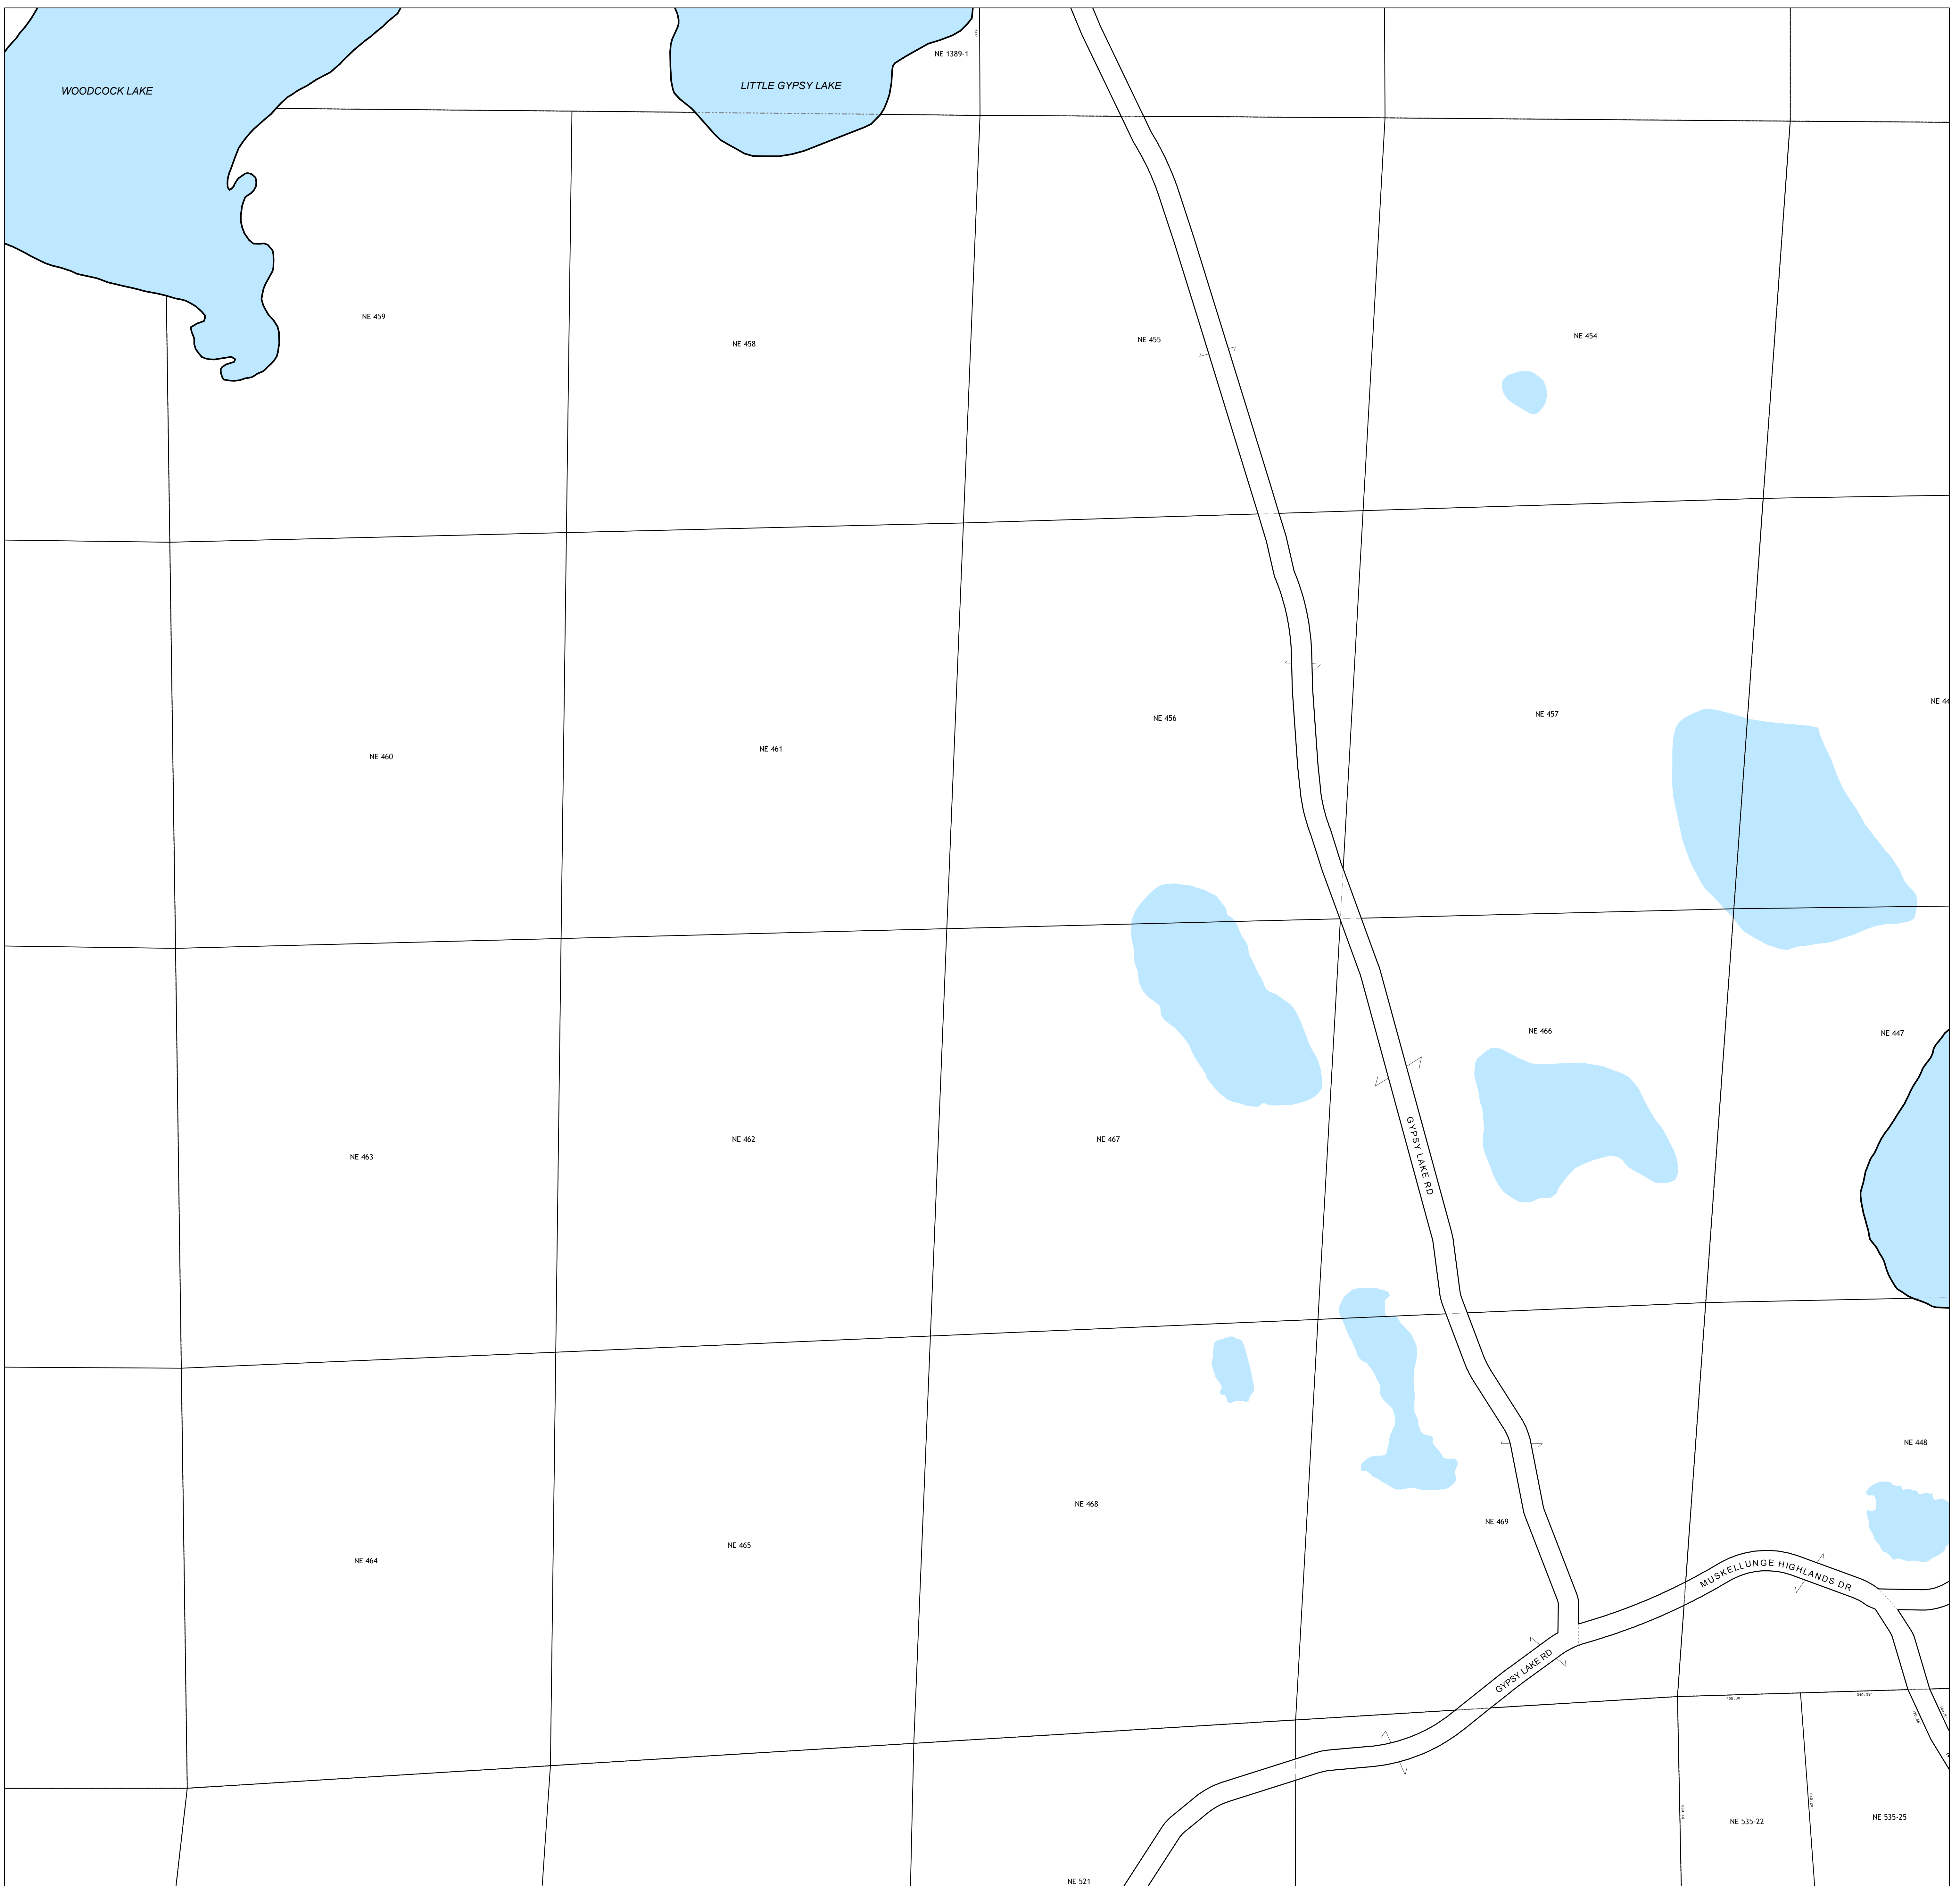 NE 1389-1
WOODCOCK LAKE
LITTLE GYPSY LAKE
NE 459
NE 458
NE 455
NE 454
NE 44
NE 456
NE 457
NE 460
NE 461
NE 466
NE 447
NE 462
NE 467
NE 463
GYPSY LAKE RD
NE 448
NE 468
NE 469
NE 465
NE 464
MUSKELLUNGE HIGHLANDS DR
GYPSY LAKE RD
NE 535-22
NE 535-25
NE 521